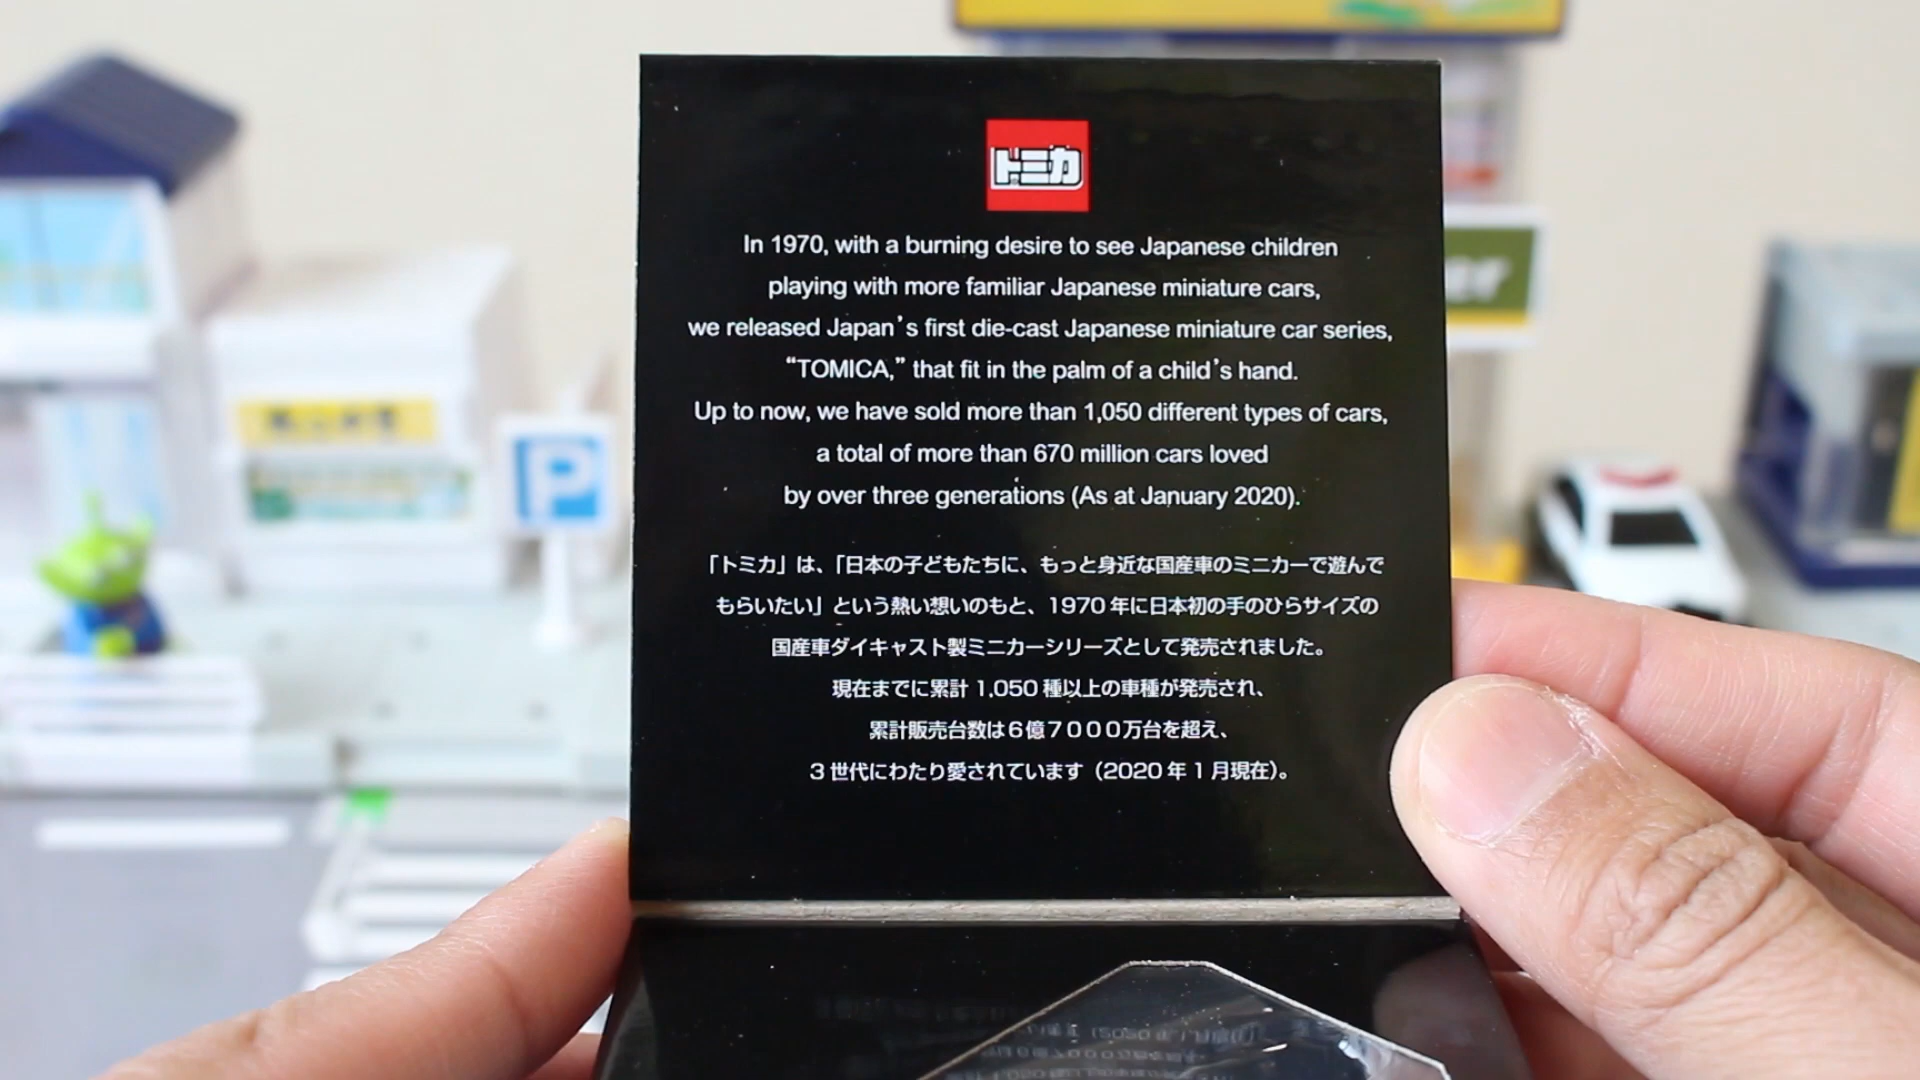 トミカ
In 1970, with a burning desire to see Japanese children
playing with more familiar Japanese miniature cars,
we released Japan’s first die-cast Japanese miniature car series,
“TOMICA,” that fit in the palm of a child’s hand.
Up to now, we have sold more than 1,050 different types of cars,
a total of more than 670 million cars loved
by over three generations (As at January 2020).
「トミカ」は、「日本の子どもたちに、もっと身近な国産車のミニカーで遊んで
もらいたい」という熱い想いのもと、1970年に日本初の手のひらサイズの
国産車ダイキャスト製ミニカーシリーズとして発売されました。
現在までに累計 1,050 種以上の車種が発売され、
累計販売台数は６億７０００万台を超え、
3 世代にわたり愛されています（2020 年 1 月現在）。
P